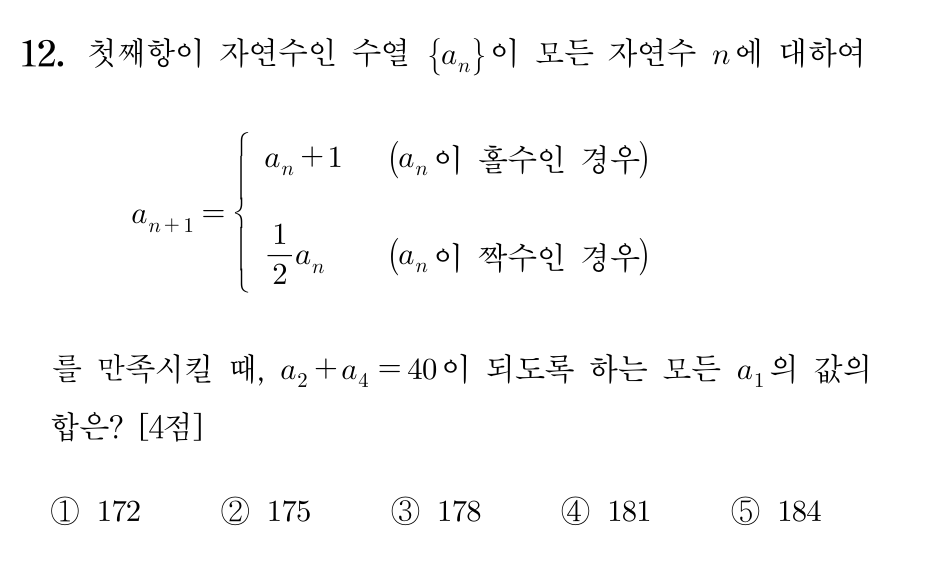 12. 첫째항이 자연수인 수열 {aₙ}이 모든 자연수 n에 대하여
aₙ+1 (aₙ이 홀수인 경우)
aₙ₊₁=
1/2 aₙ (aₙ이 짝수인 경우)
를 만족시킬 때, a₂+a₄=40이 되도록 하는 모든 a₁의 값의
합은? [4점]
① 172 ② 175 ③ 178 ④ 181 ⑤ 184